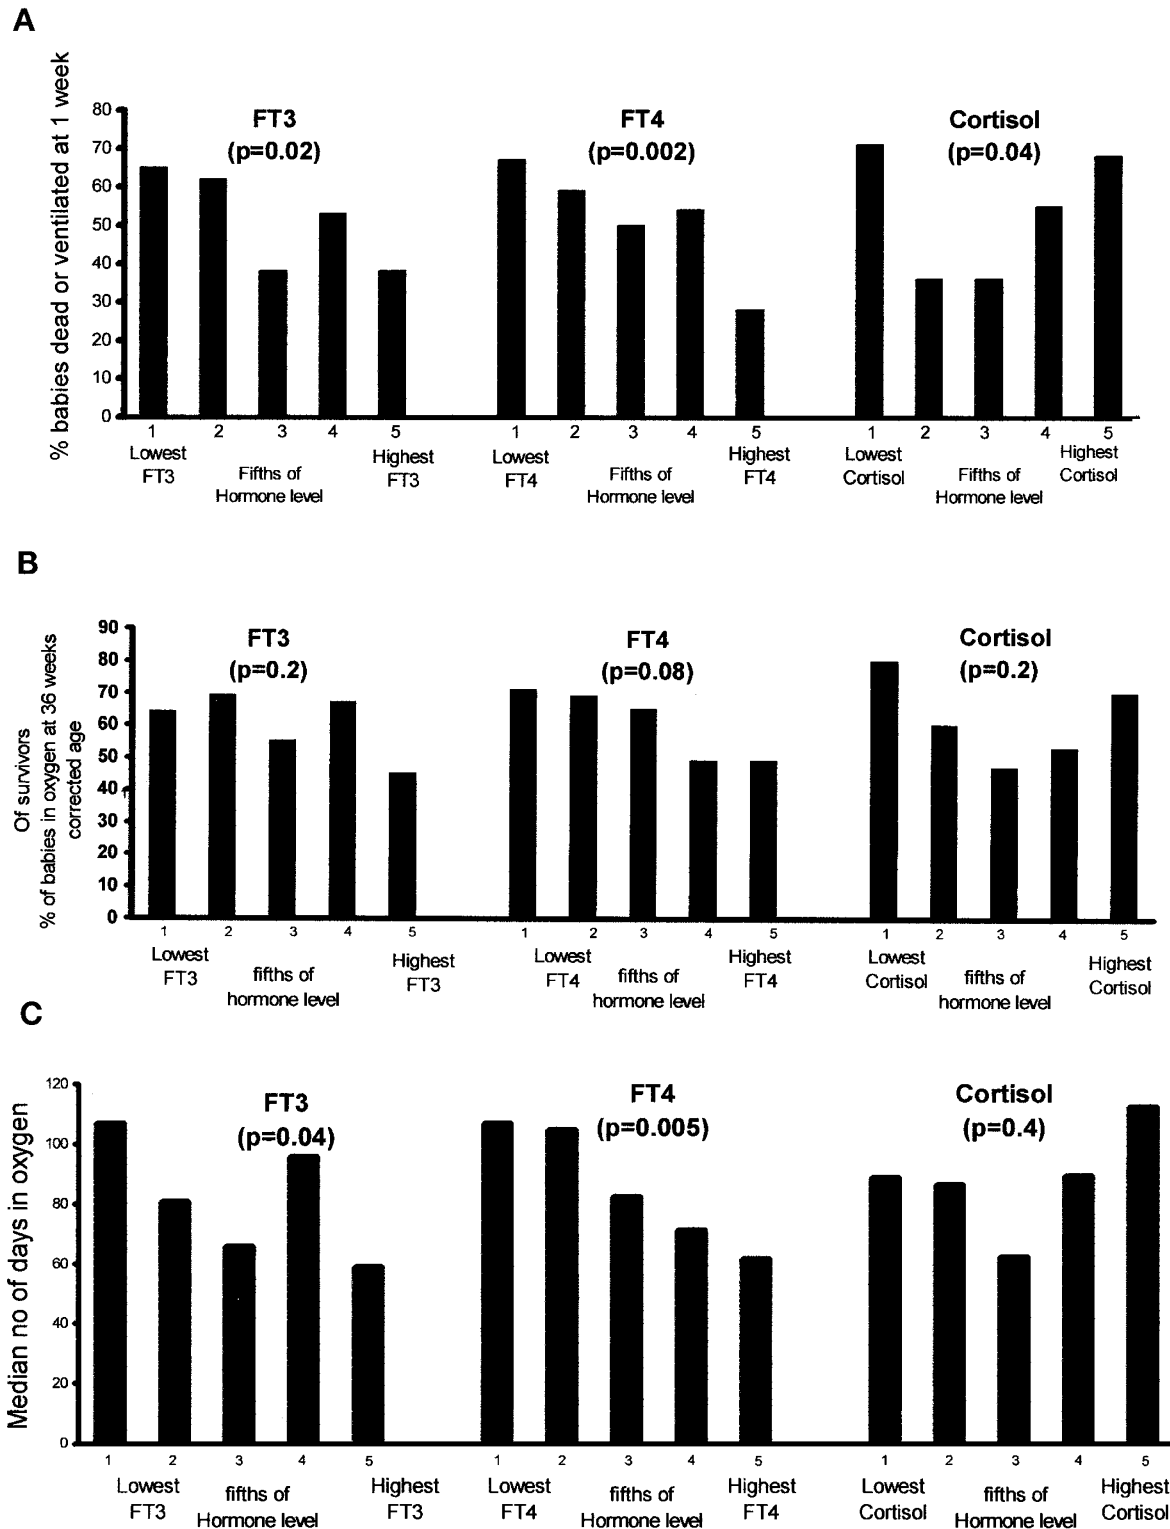 A
% babies dead or ventilated at 1 week
80
70
60
50
40
30
20
10
0
FT3
(p=0.02)
FT4
(p=0.002)
Cortisol
(p=0.04)
1 2 3 4 5
Lowest
FT3
Fifths of
Hormone level
Highest
FT3
1 2 3 4 5
Lowest
FT4
Fifths of
Hormone level
Highest
FT4
1 2 3 4 5
Lowest
Cortisol
Fifths of
Hormone level
Highest
Cortisol
B
Of survivors
% of babies in oxygen at 36 weeks
corrected age
90
80
70
60
50
40
30
20
10
0
FT3
(p=0.2)
FT4
(p=0.08)
Cortisol
(p=0.2)
1 2 3 4 5
Lowest
FT3
fifths of
hormone level
Highest
FT3
1 2 3 4 5
Lowest
FT4
fifths of
hormone level
Highest
FT4
1 2 3 4 5
Lowest
Cortisol
fifths of
hormone level
Highest
Cortisol
C
Median no of days in oxygen
120
100
80
60
40
20
0
FT3
(p=0.04)
FT4
(p=0.005)
Cortisol
(p=0.4)
1 2 3 4 5
Lowest
FT3
fifths of
Hormone level
Highest
FT3
1 2 3 4 5
Lowest
FT4
fifths of
Hormone level
Highest
FT4
1 2 3 4 5
Lowest
Cortisol
fifths of
Hormone level
Highest
Cortisol